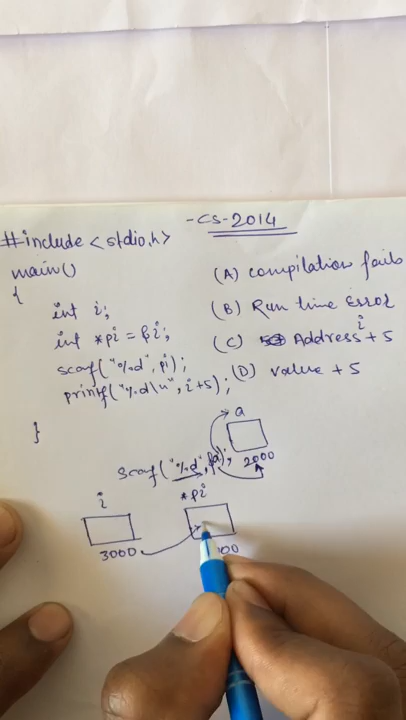 -CS-2014
#include <stdio.h>
main()
{
int i;
int *pi = &i;
scanf("%d", pi);
printf("%d\n", i+5);
}
(A) compilation fails
(B) Run time Error
(C) Address i + 5
(D) value + 5
a
2000
scanf("%d", &a);
i
*pi
3000